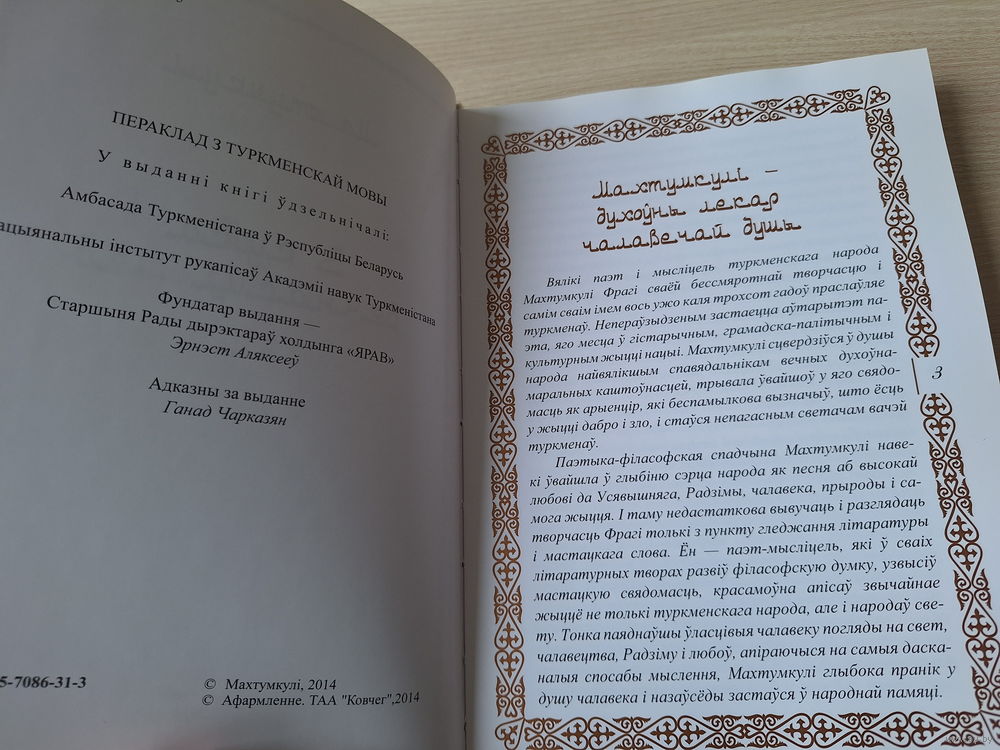 ПЕРАКЛАД З ТУРКМЕНСКАЙ МОВЫ
У выданні кнігі ўдзельнічалі:
Амбасада Туркменістана ў Рэспубліцы Беларусь
ацыянальны інстытут рукапісаў Акадэміі навук Туркменістана
Фундатар выдання —
Старшыня Рады дырэктараў холдынга «ЯРАВ»
Эрнэст Аляксееў
Адказны за выданне
Ганад Чарказян
5-7086-31-3
© Махтумкулі, 2014
© Афармленне. ТАА "Ковчег",2014
Махтумкулі –
духоўны лекар
чалавечай душы
Вялікі паэт і мысліцель туркменскага народа
Махтумкулі Фрагі сваёй бессмяротнай творчасцю і
самім сваім імем вось ужо каля трохсот гадоў праслаўляе
туркменаў. Непераўзыдзеным застаецца аўтарытэт па-
эта, яго месца ў гістарычным, грамадска-палітычным і
культурным жыцці нацыі. Махтумкулі сцвердзіўся ў душы
народа найвялікшым спавядальнікам вечных духоўна-
маральных каштоўнасцей, трывала ўвайшоў у яго свядо-
масць як арыенцір, які беспамылкова вызначыў, што ёсць
у жыцці дабро і зло, і стаўся непагасным светачам вачэй
туркменаў.
Паэтыка-філасофская спадчына Махтумкулі наве-
кі ўвайшла ў глыбіню сэрца народа як песня аб высокай
любові да Усявышняга, Радзімы, чалавека, прыроды і са-
мога жыцця. І таму недастаткова вывучаць і разглядаць
творчасць Фрагі толькі з пункту гледжання літаратуры
і мастацкага слова. Ён — паэт-мысліцель, які ў сваіх
літаратурных творах развіў філасофскую думку, узвысіў
мастацкую свядомасць, красамоўна апісаў звычайнае
жыццё не толькі туркменскага народа, але і народаў све-
ту. Тонка паяднаўшы ўласцівыя чалавеку погляды на свет,
чалавецтва, Радзіму і любоў, апіраючыся на самыя даска-
налыя спосабы мыслення, Махтумкулі глыбока пранік у
душу чалавека і назаўсёды застаўся ў народнай памяці.
3